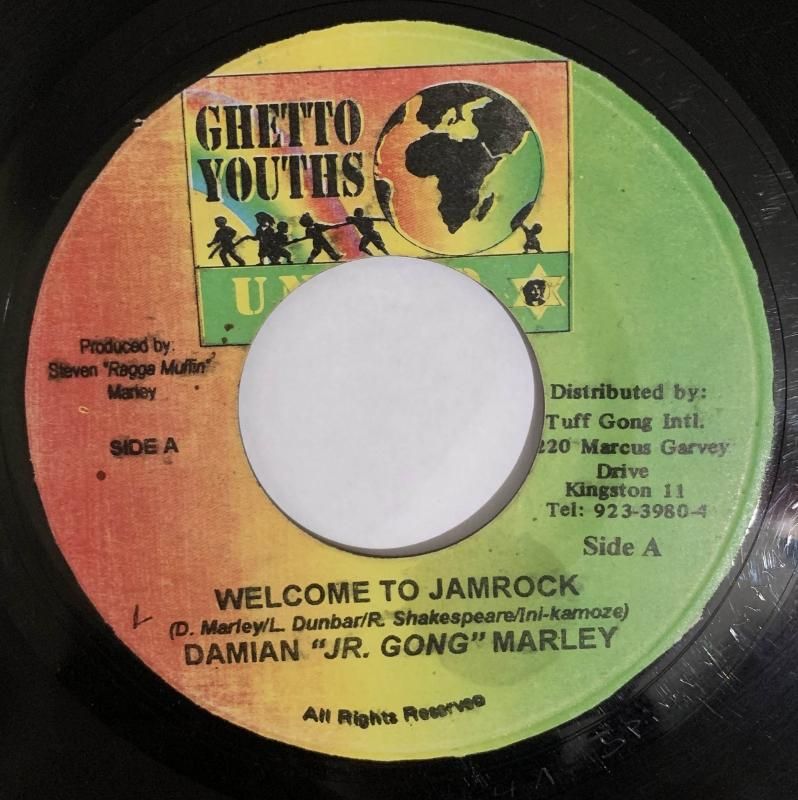 GHETTO
YOUTHS
Produced by:
Steven "Ragga Muffin"
Marley
SIDE A
Distributed by:
Tuff Gong Intl.
220 Marcus Garvey
Drive
Kingston 11
Tel: 923-3980-4
Side A
WELCOME TO JAMROCK
(D. Marley/L. Dunbar/R. Shakespeare/Ini-kamoze)
DAMIAN "JR. GONG" MARLEY
All Rights Reserved